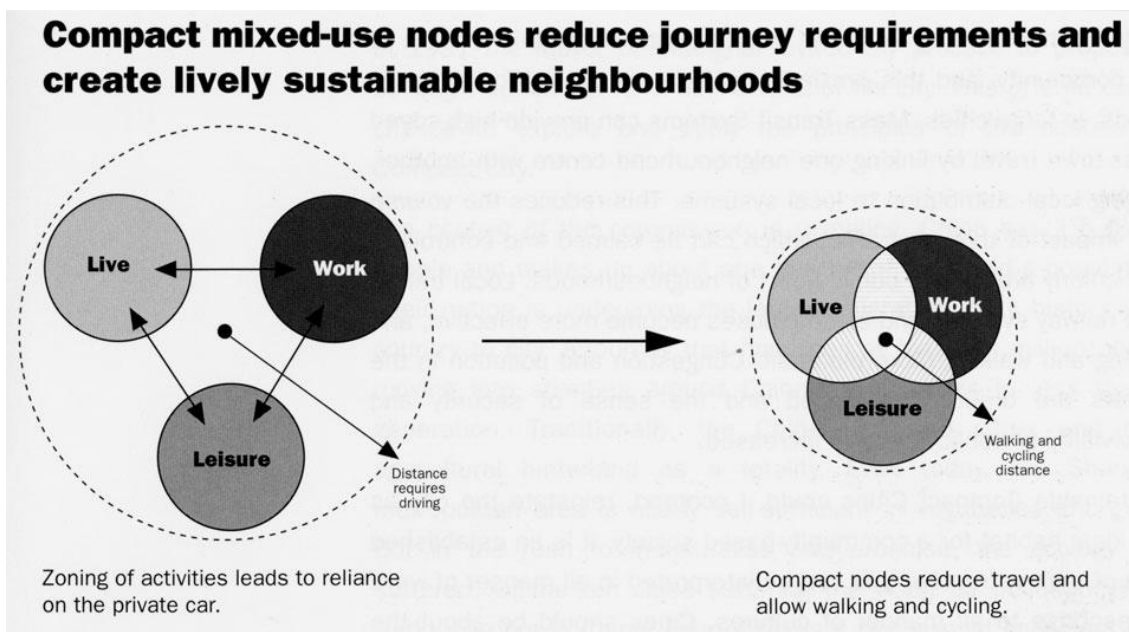 Compact mixed-use nodes reduce journey requirements and
create lively sustainable neighbourhoods
Live
Work
Leisure
Distance
requires
driving
Zoning of activities leads to reliance
on the private car.
Live
Work
Leisure
Walking and
cycling
distance
Compact nodes reduce travel and
allow walking and cycling.